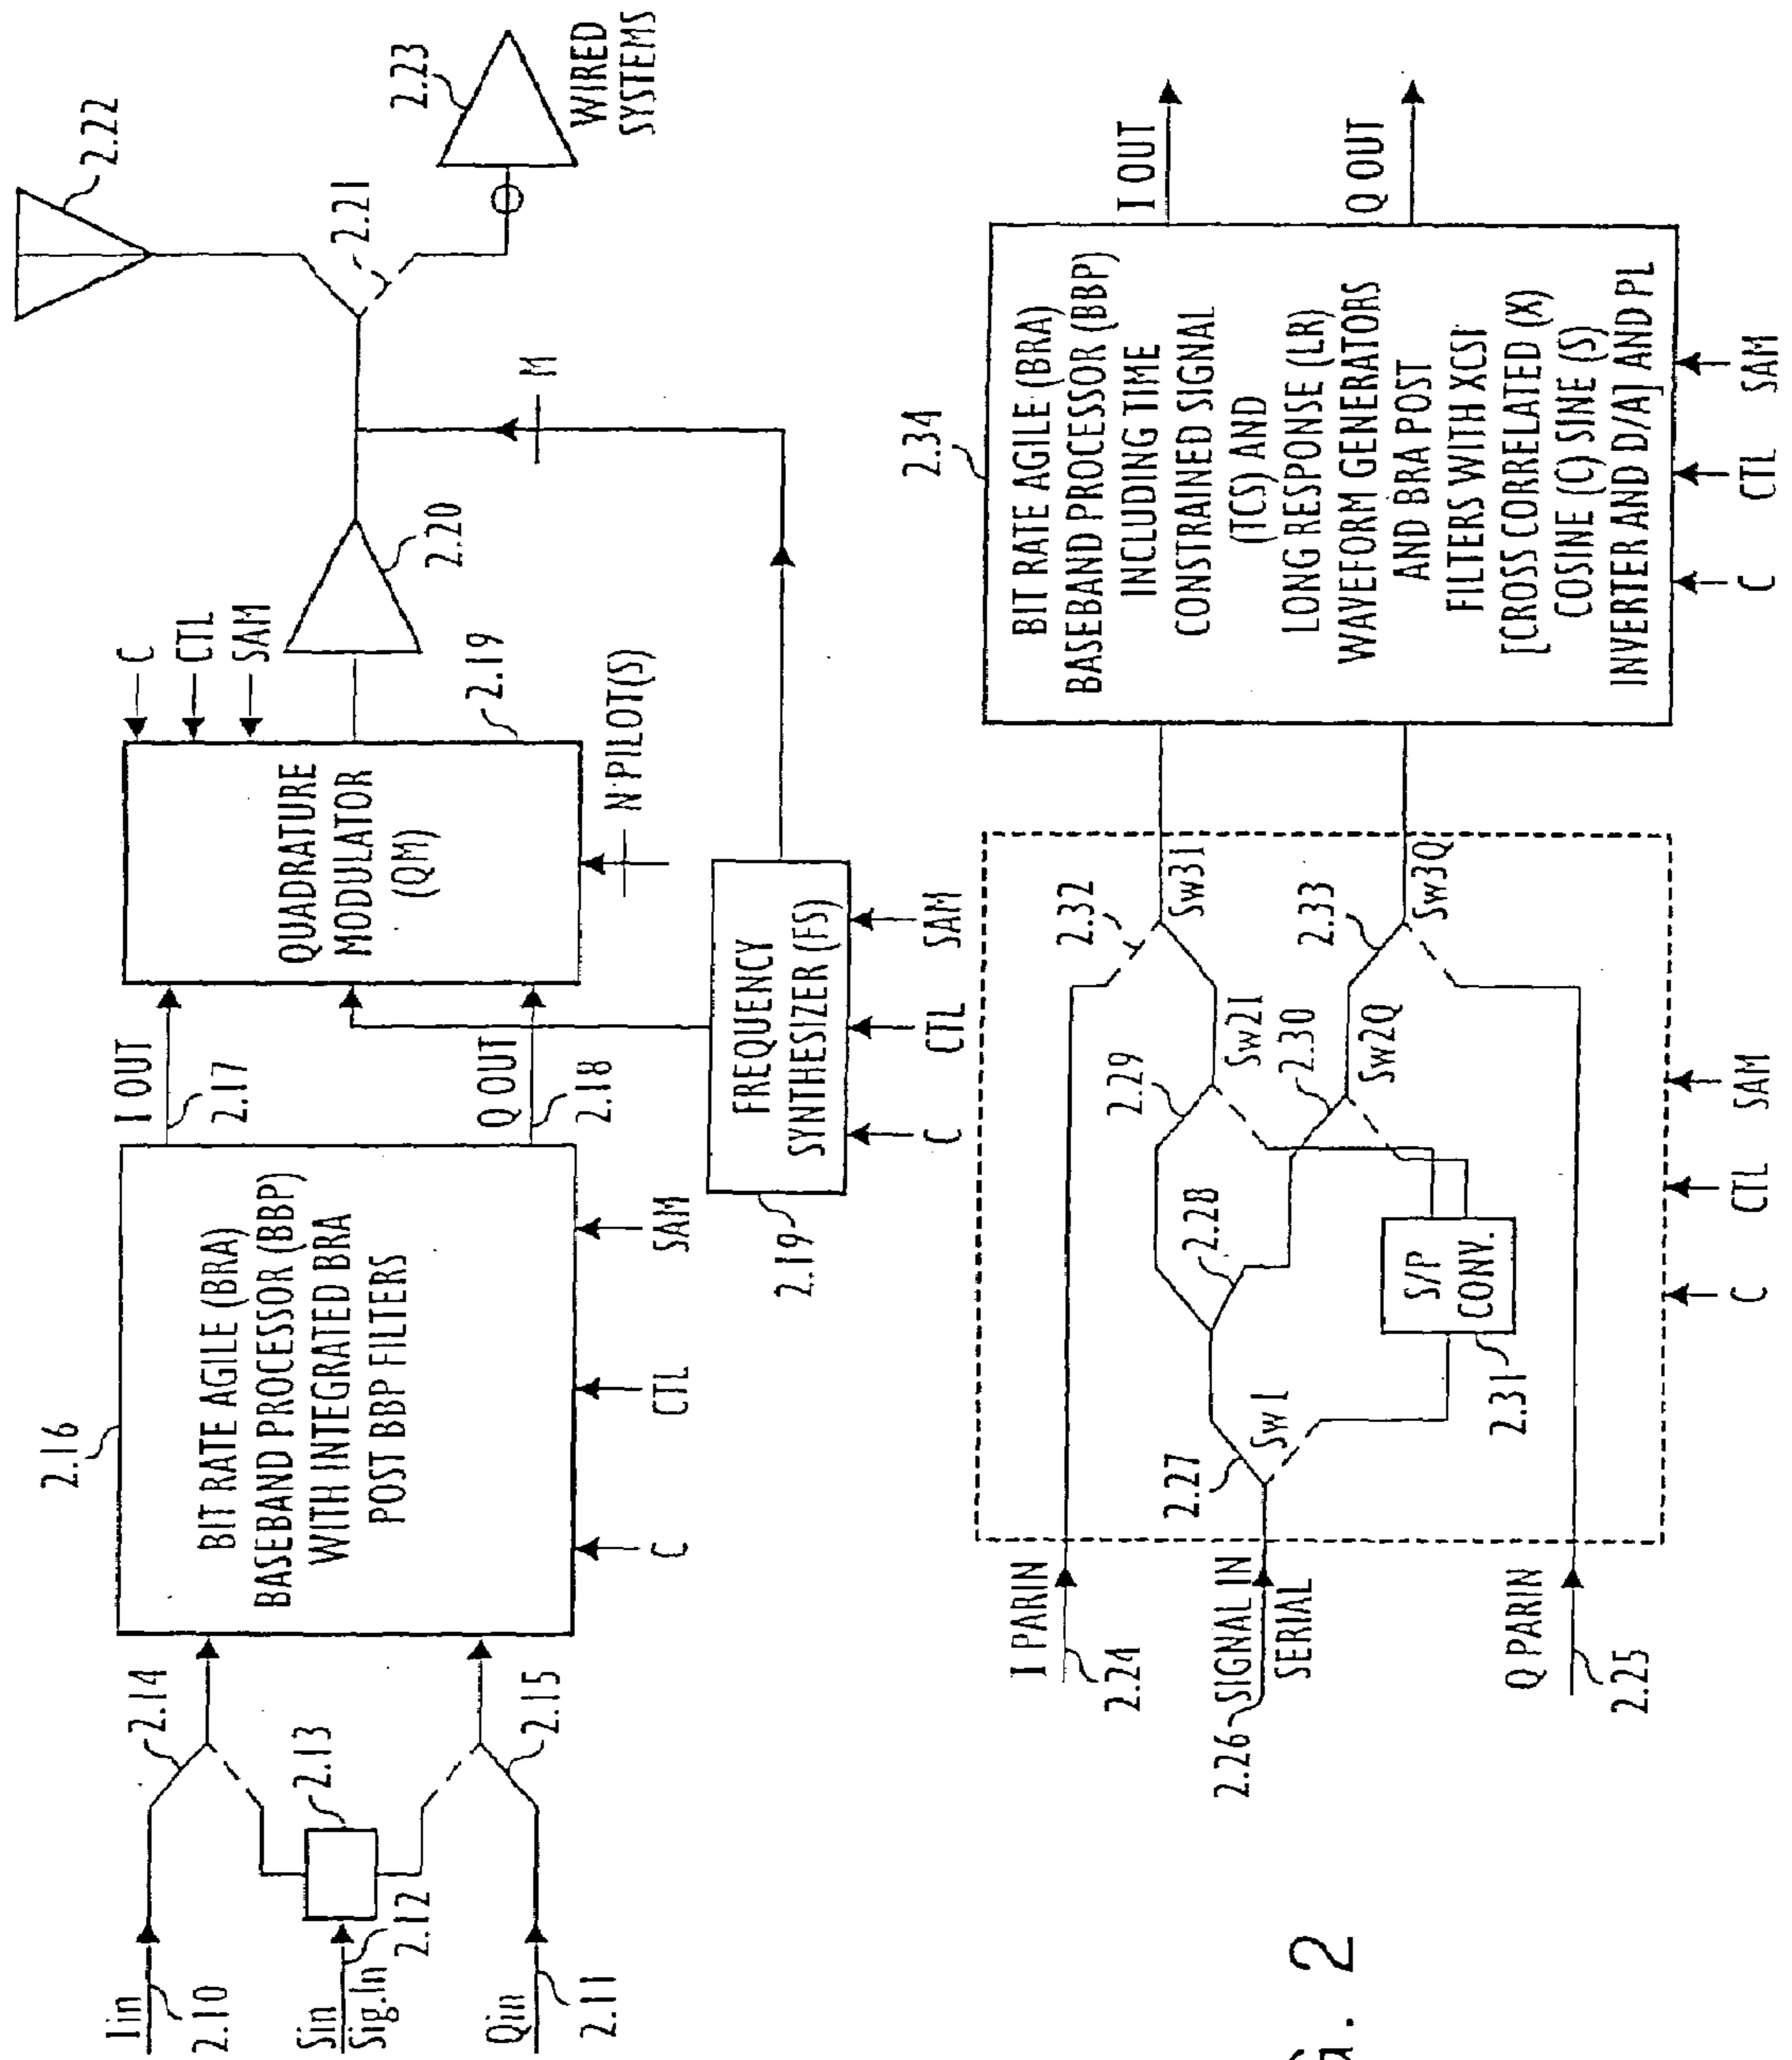 Iin
2.10
Sin
Sig.In
2.12
Qin
2.11
2.13
2.14
2.15
2.16
BIT RATE AGILE (BRA)
BASEBAND PROCESSOR (BBP)
WITH INTEGRATED BRA
POST BBP FILTERS
C
CTL
SAM
I OUT
2.17
Q OUT
2.18
QUADRATURE
MODULATOR
(QM)
C
CTL
SAM
2.19
N PILOT(S)
FREQUENCY
SYNTHESIZER (FS)
2.19
C
CTL
SAM
2.20
M
2.21
2.22
2.23
WIRED
SYSTEMS
I PARIN
2.24
2.26
SIGNAL IN
SERIAL
Q PARIN
2.25
2.27
Sw1
2.28
2.29
Sw2I
2.30
Sw2Q
S/P
CONV.
2.31
2.32
Sw3I
2.33
Sw3Q
C
CTL
SAM
2.34
BIT RATE AGILE (BRA)
BASEBAND PROCESSOR (BBP)
INCLUDING TIME
CONSTRAINED SIGNAL
(TCS) AND
LONG RESPONSE (LR)
WAVEFORM GENERATORS
AND BRA POST
FILTERS WITH XCSI
[CROSS CORRELATED (X)
COSINE (C) SINE (S)
INVERTER AND D/A] AND PL
C
CTL
SAM
I OUT
Q OUT
G. 2